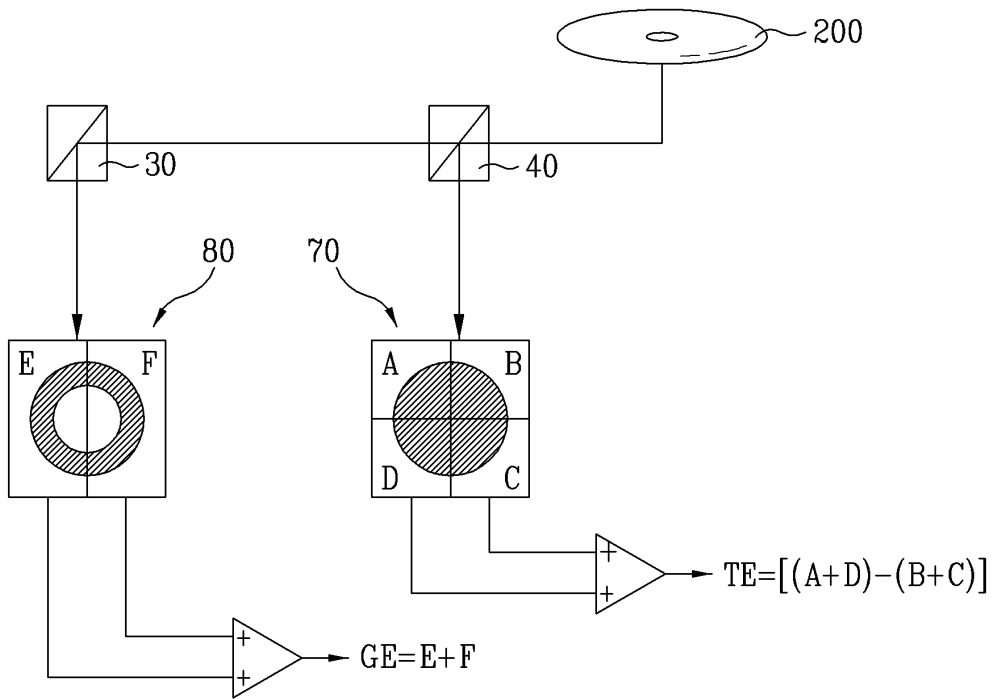 200
30
40
80
70
E F
A B
D C
+
+
TE=[(A+D)-(B+C)]
+
+
GE=E+F